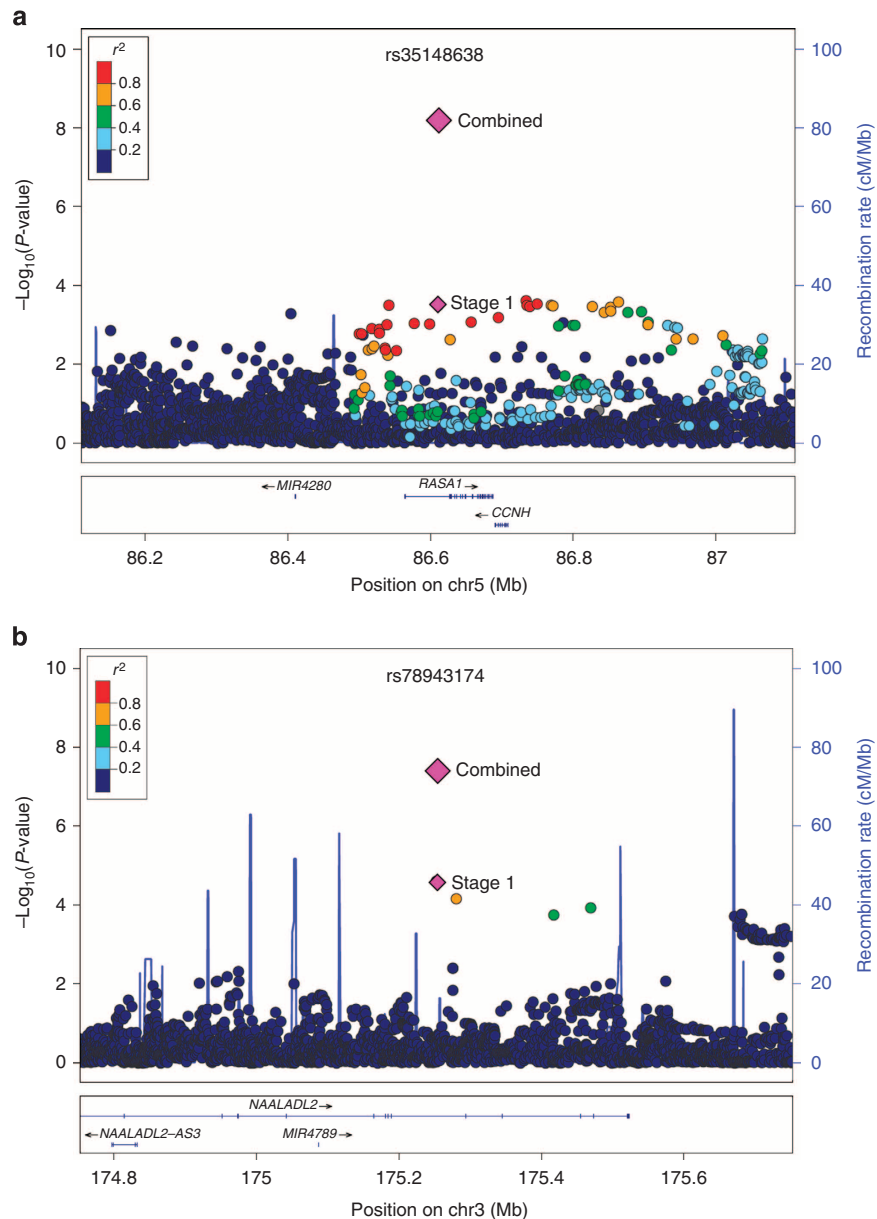 a
r2
0.8
0.6
0.4
0.2
rs35148638
Combined
Stage 1
10
8
6
4
2
0
–Log10(P-value)
100
80
60
40
20
0
Recombination rate (cM/Mb)
MIR4280
RASA1
CCNH
86.2 86.4 86.6 86.8 87
Position on chr5 (Mb)
b
r2
0.8
0.6
0.4
0.2
rs78943174
Combined
Stage 1
10
8
6
4
2
0
–Log10(P-value)
100
80
60
40
20
0
Recombination rate (cM/Mb)
NAALADL2
NAALADL2–AS3
MIR4789
174.8 175 175.2 175.4 175.6
Position on chr3 (Mb)